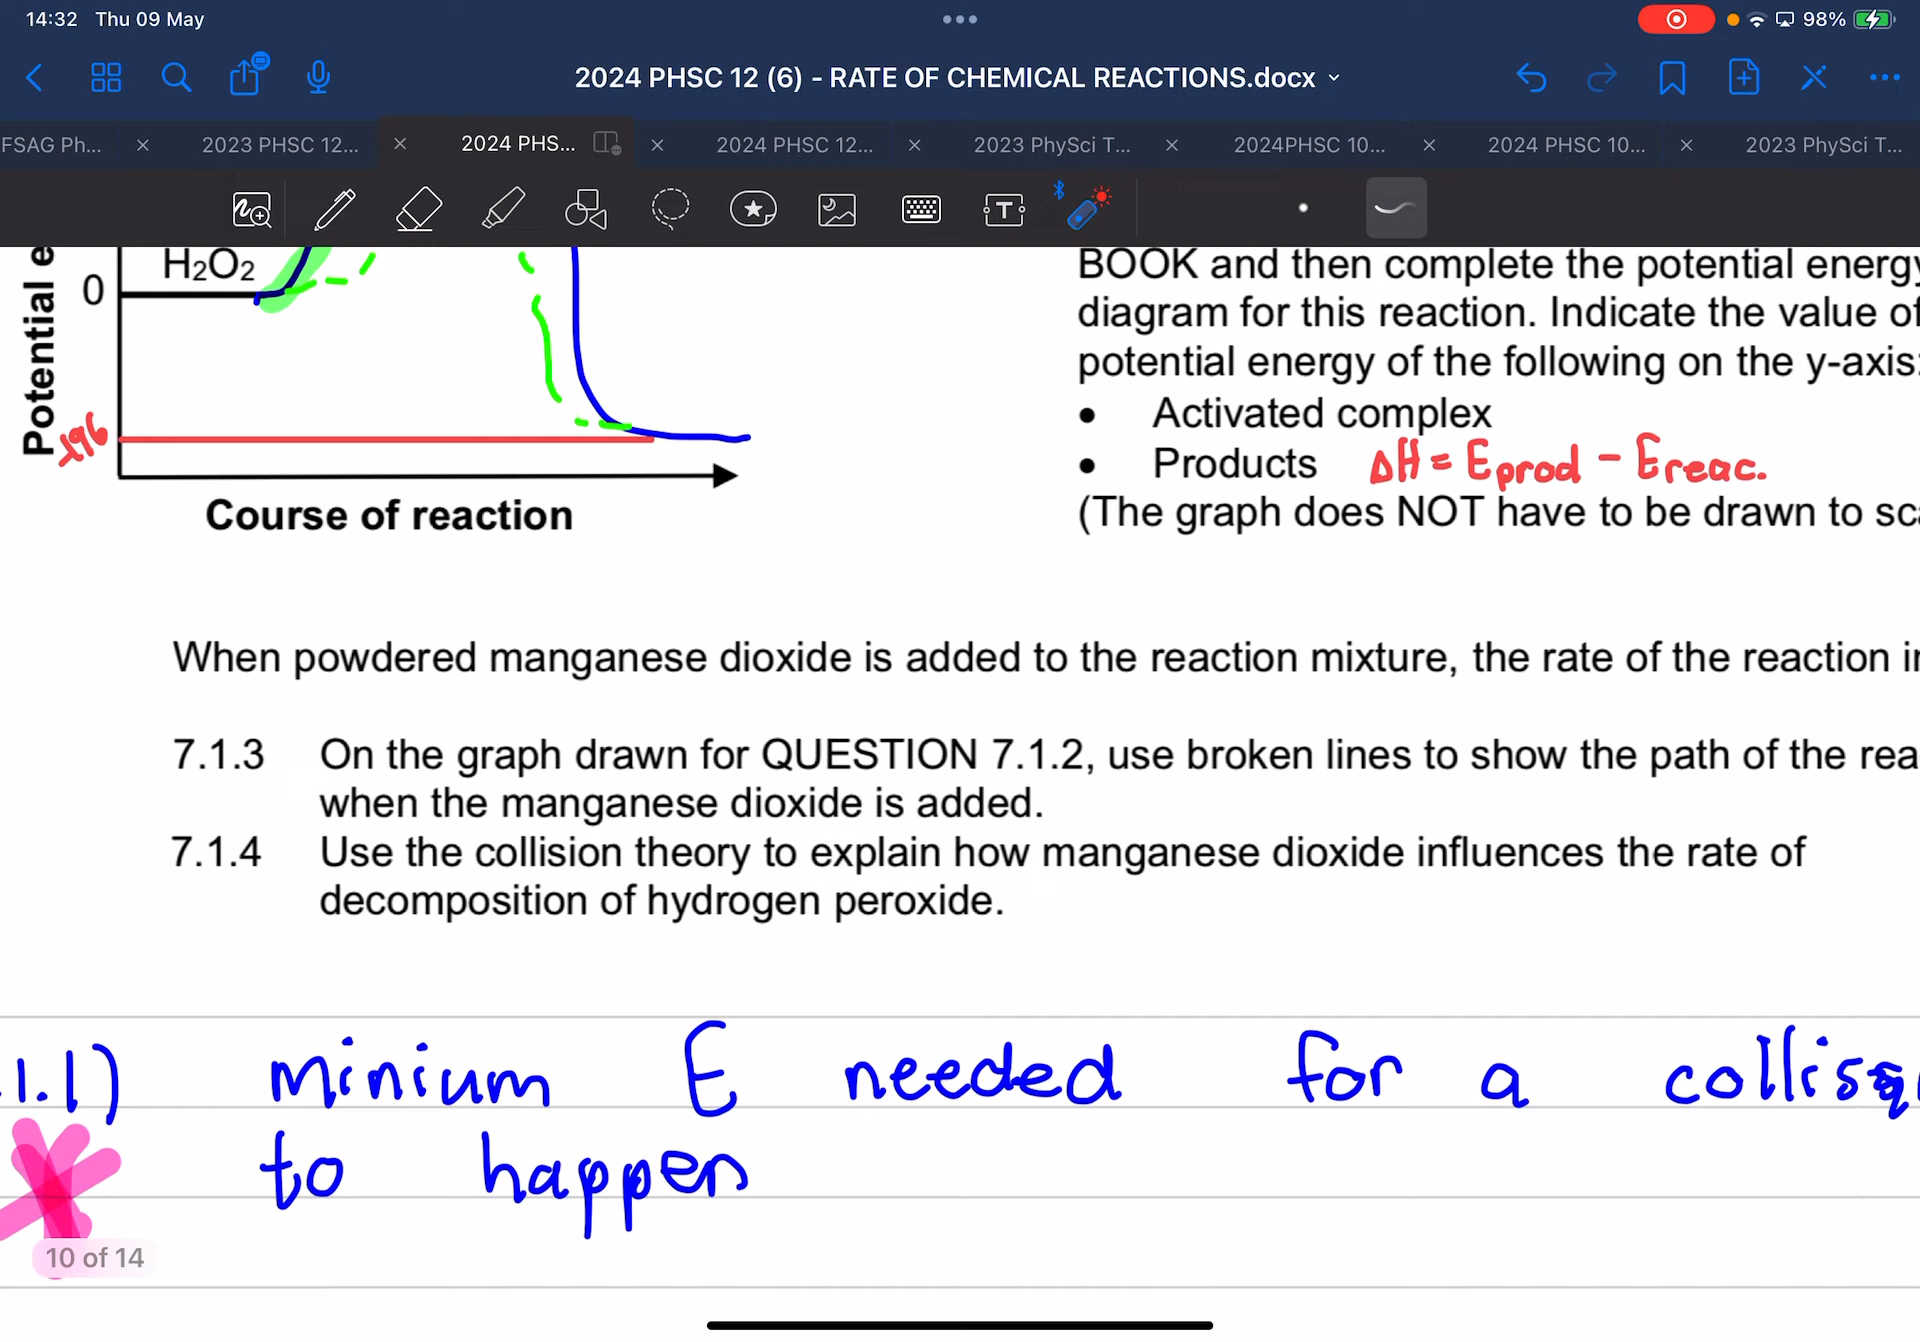 14:32 Thu 09 May
98%
2024 PHSC 12 (6) - RATE OF CHEMICAL REACTIONS.docx
FSAG Ph... 2023 PHSC 12... 2024 PHS... 2024 PHSC 12... 2023 PhySci T... 2024PHSC 10... 2024 PHSC 10... 2023 PhySci T...
Potential e
H₂O₂
0
Course of reaction
BOOK and then complete the potential energy
diagram for this reaction. Indicate the value of
potential energy of the following on the y-axis:
• Activated complex
• Products ΔH = Eprod - Ereac.
(The graph does NOT have to be drawn to sc
When powdered manganese dioxide is added to the reaction mixture, the rate of the reaction in
7.1.3 On the graph drawn for QUESTION 7.1.2, use broken lines to show the path of the rea
when the manganese dioxide is added.
7.1.4 Use the collision theory to explain how manganese dioxide influences the rate of
decomposition of hydrogen peroxide.
.1.1) minium E needed for a
to happen
10 of 14